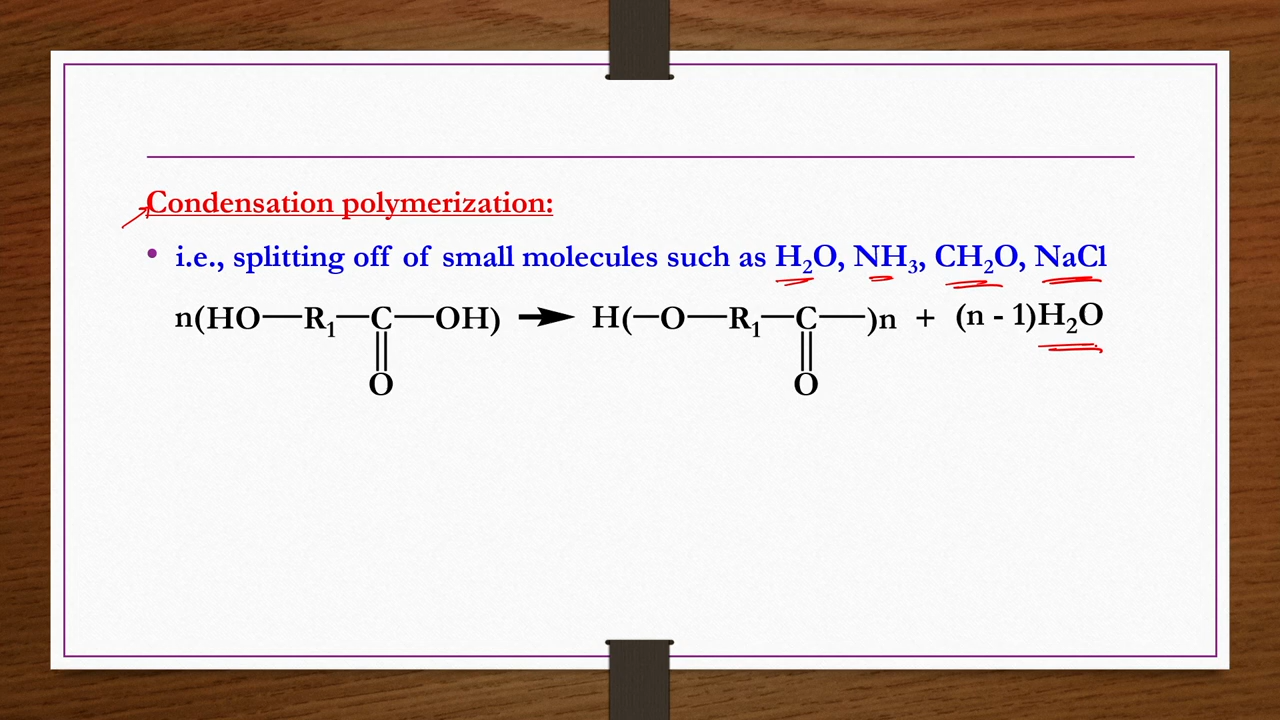 Condensation polymerization:
• i.e., splitting off of small molecules such as H₂O, NH₃, CH₂O, NaCl
n(HO—R₁—C—OH) → H(—O—R₁—C—)n + (n - 1)H₂O
O O